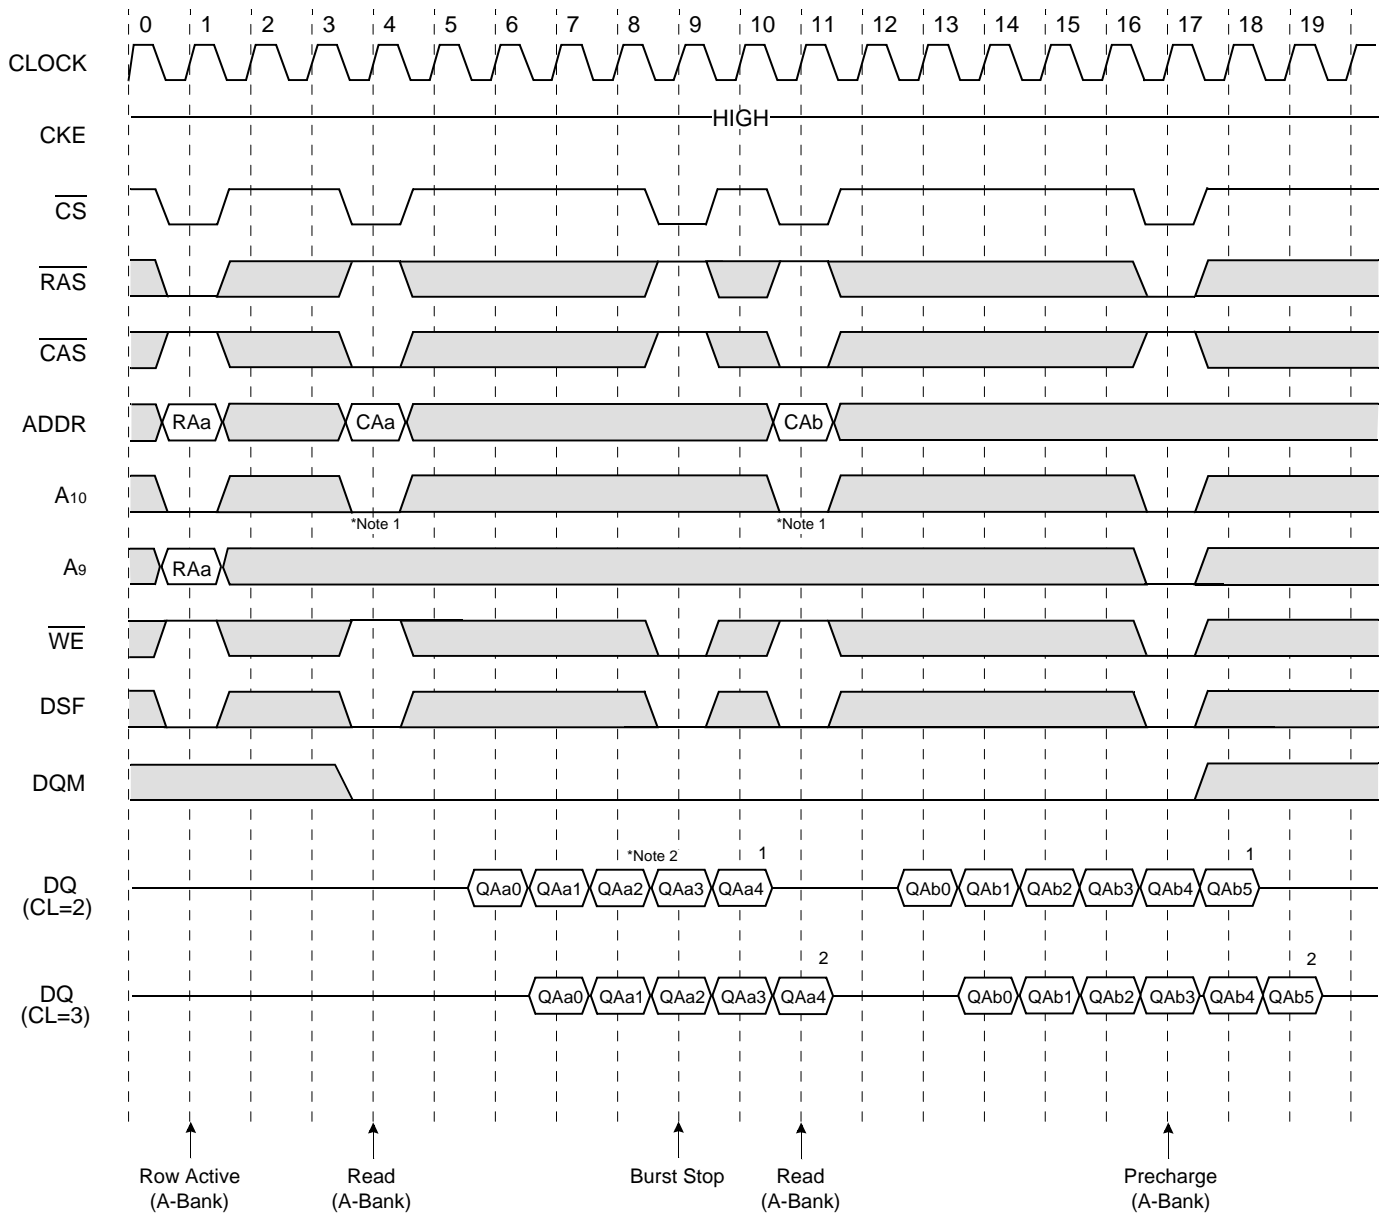 0 1 2 3 4 5 6 7 8 9 10 11 12 13 14 15 16 17 18 19
CLOCK
HIGH
CKE
CS
RAS
CAS
ADDR RAa CAa CAb
A10
*Note 1 *Note 1
A9 RAa
WE
DSF
DQM
*Note 2 1 1
DQ
(CL=2)
QAa0 QAa1 QAa2 QAa3 QAa4 QAb0 QAb1 QAb2 QAb3 QAb4 QAb5
2 2
DQ
(CL=3)
QAa0 QAa1 QAa2 QAa3 QAa4 QAb0 QAb1 QAb2 QAb3 QAb4 QAb5
Row Active
(A-Bank)
Read
(A-Bank)
Burst Stop
Read
(A-Bank)
Precharge
(A-Bank)